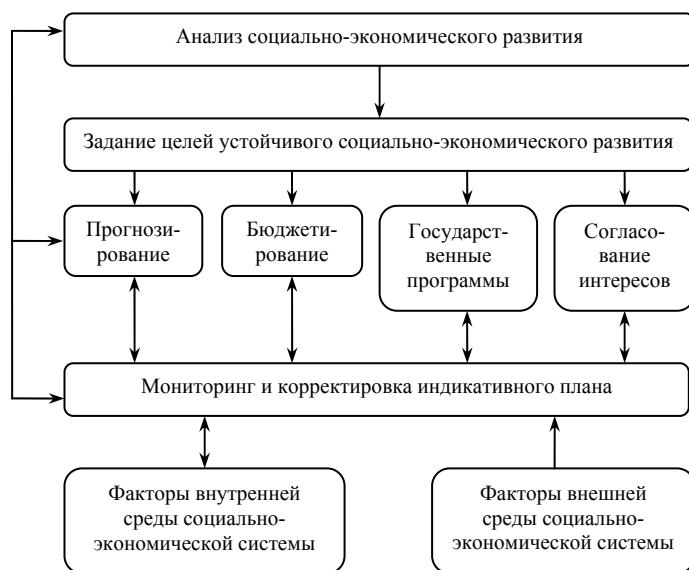 Анализ социально-экономического развития
Задание целей устойчивого социально-экономического развития
Прогнози-
рование
Бюджети-
рование
Государст-
венные
программы
Согласо-
вание
интересов
Мониторинг и корректировка индикативного плана
Факторы внутренней
среды социально-
экономической системы
Факторы внешней
среды социально-
экономической системы